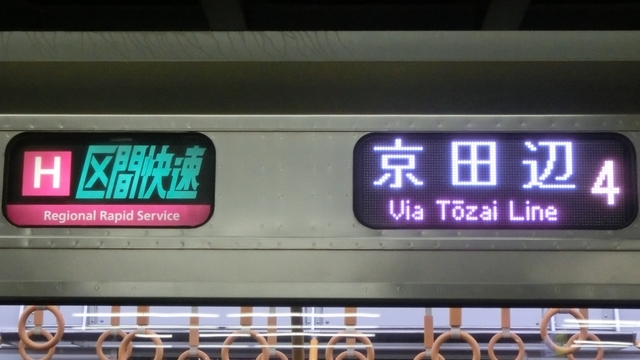 H 区間快速
Regional Rapid Service
京田辺 4
Via Tōzai Line